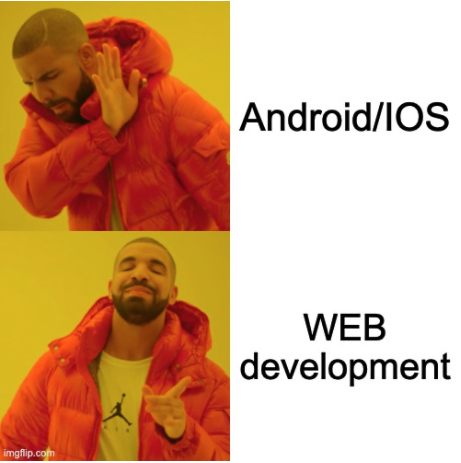 Android/IOS
WEB
development
imgflip.com